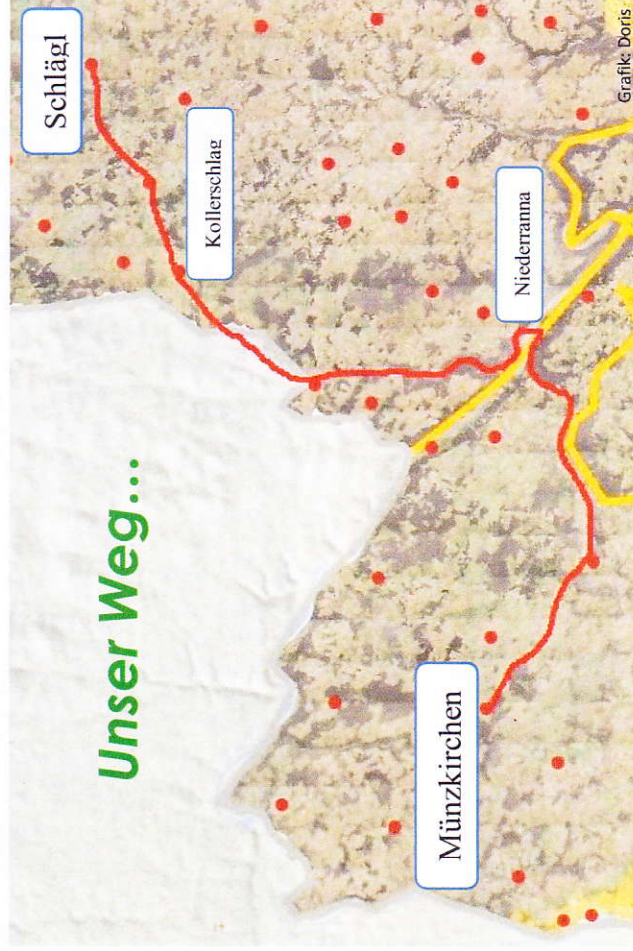 Unser Weg...
Schlägl
Kollerschlag
Niederranna
Münzkirchen
Grafik: Doris